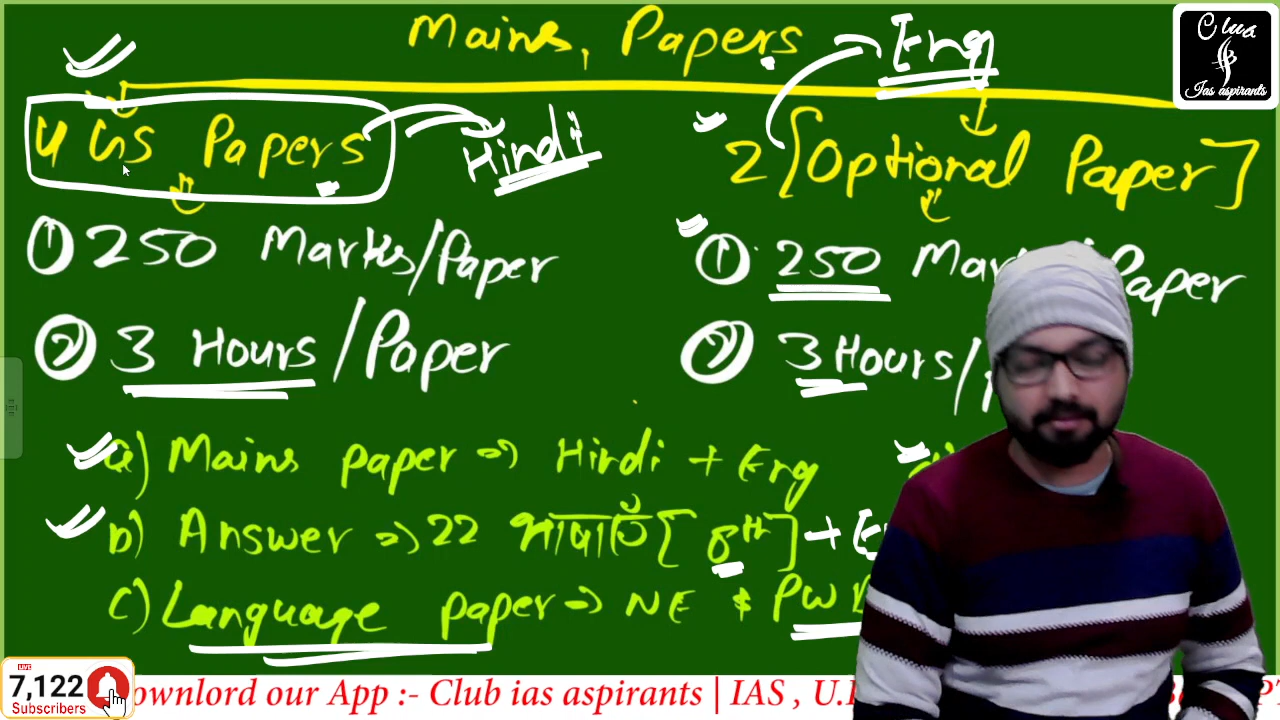 Mains, Papers
Eng
Club
Ias aspirants
4 GS Papers
Hindi
2 [Optional Paper]
① 250 Marks/Paper
① 250 Paper
② 3 Hours/Paper
② 3 Hours/
a) Mains paper ⇒ Hindi + Eng
b) Answer ⇒ 22 भाषाऐं [8th] +
c) Language paper ⇒ NE &
LIVE
7,122
Subscribers
ownlord our App :- Club ias aspirants | IAS ,